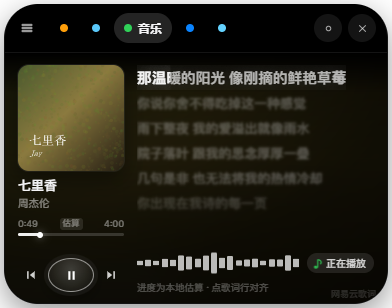 音乐
七里香
Jay
七里香
周杰伦
0:49 估算 4:00
那温暖的阳光 像刚摘的鲜艳草莓
你说你舍不得吃掉这一种感觉
雨下整夜 我的爱溢出就像雨水
院子落叶 跟我的思念厚厚一叠
几句是非 也无法将我的热情冷却
你出现在我诗的每一页
正在播放
进度为本地估算 · 点歌词行对齐
网易云歌词